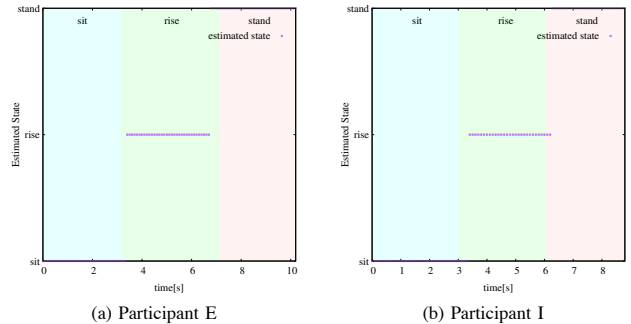 stand
sit rise stand
estimated state
rise
sit
Estimated State
0 2 4 6 8 10
time[s]
(a) Participant E
stand
sit rise stand
estimated state
rise
sit
Estimated State
0 1 2 3 4 5 6 7 8
time[s]
(b) Participant I